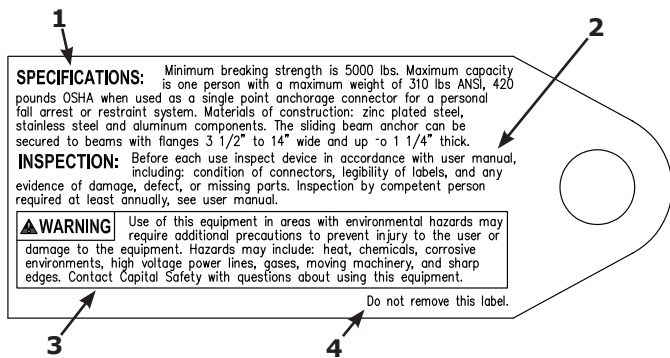 1
2
SPECIFICATIONS: Minimum breaking strength is 5000 lbs. Maximum capacity
is one person with a maximum weight of 310 lbs ANSI, 420
pounds OSHA when used as a single point anchorage connector for a personal
fall arrest or restraint system. Materials of construction: zinc plated steel,
stainless steel and aluminum components. The sliding beam anchor can be
secured to beams with flanges 3 1/2" to 14" wide and up -o 1 1/4" thick.
INSPECTION: Before each use inspect device in accordance with user manual,
including: condition of connectors, legibility of labels, and any
evidence of damage, defect, or missing parts. Inspection by competent person
required at least annually, see user manual.
WARNING Use of this equipment in areas with environmental hazards may
require additional precautions to prevent injury to the user or
damage to the equipment. Hazards may include: heat, chemicals, corrosive
environments, high voltage power lines, gases, moving machinery, and sharp
edges. Contact Capital Safety with questions about using this equipment.
Do not remove this label.
3
4